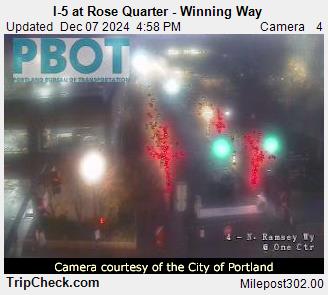 I-5 at Rose Quarter - Winning Way
Updated Dec 07 2024 4:58 PM Camera 4
PBOT
PORTLAND BUREAU OF TRANSPORTATION
4 - N. Ramsey Wy
@ One Ctr
Camera courtesy of the City of Portland
TripCheck.com Milepost302.00